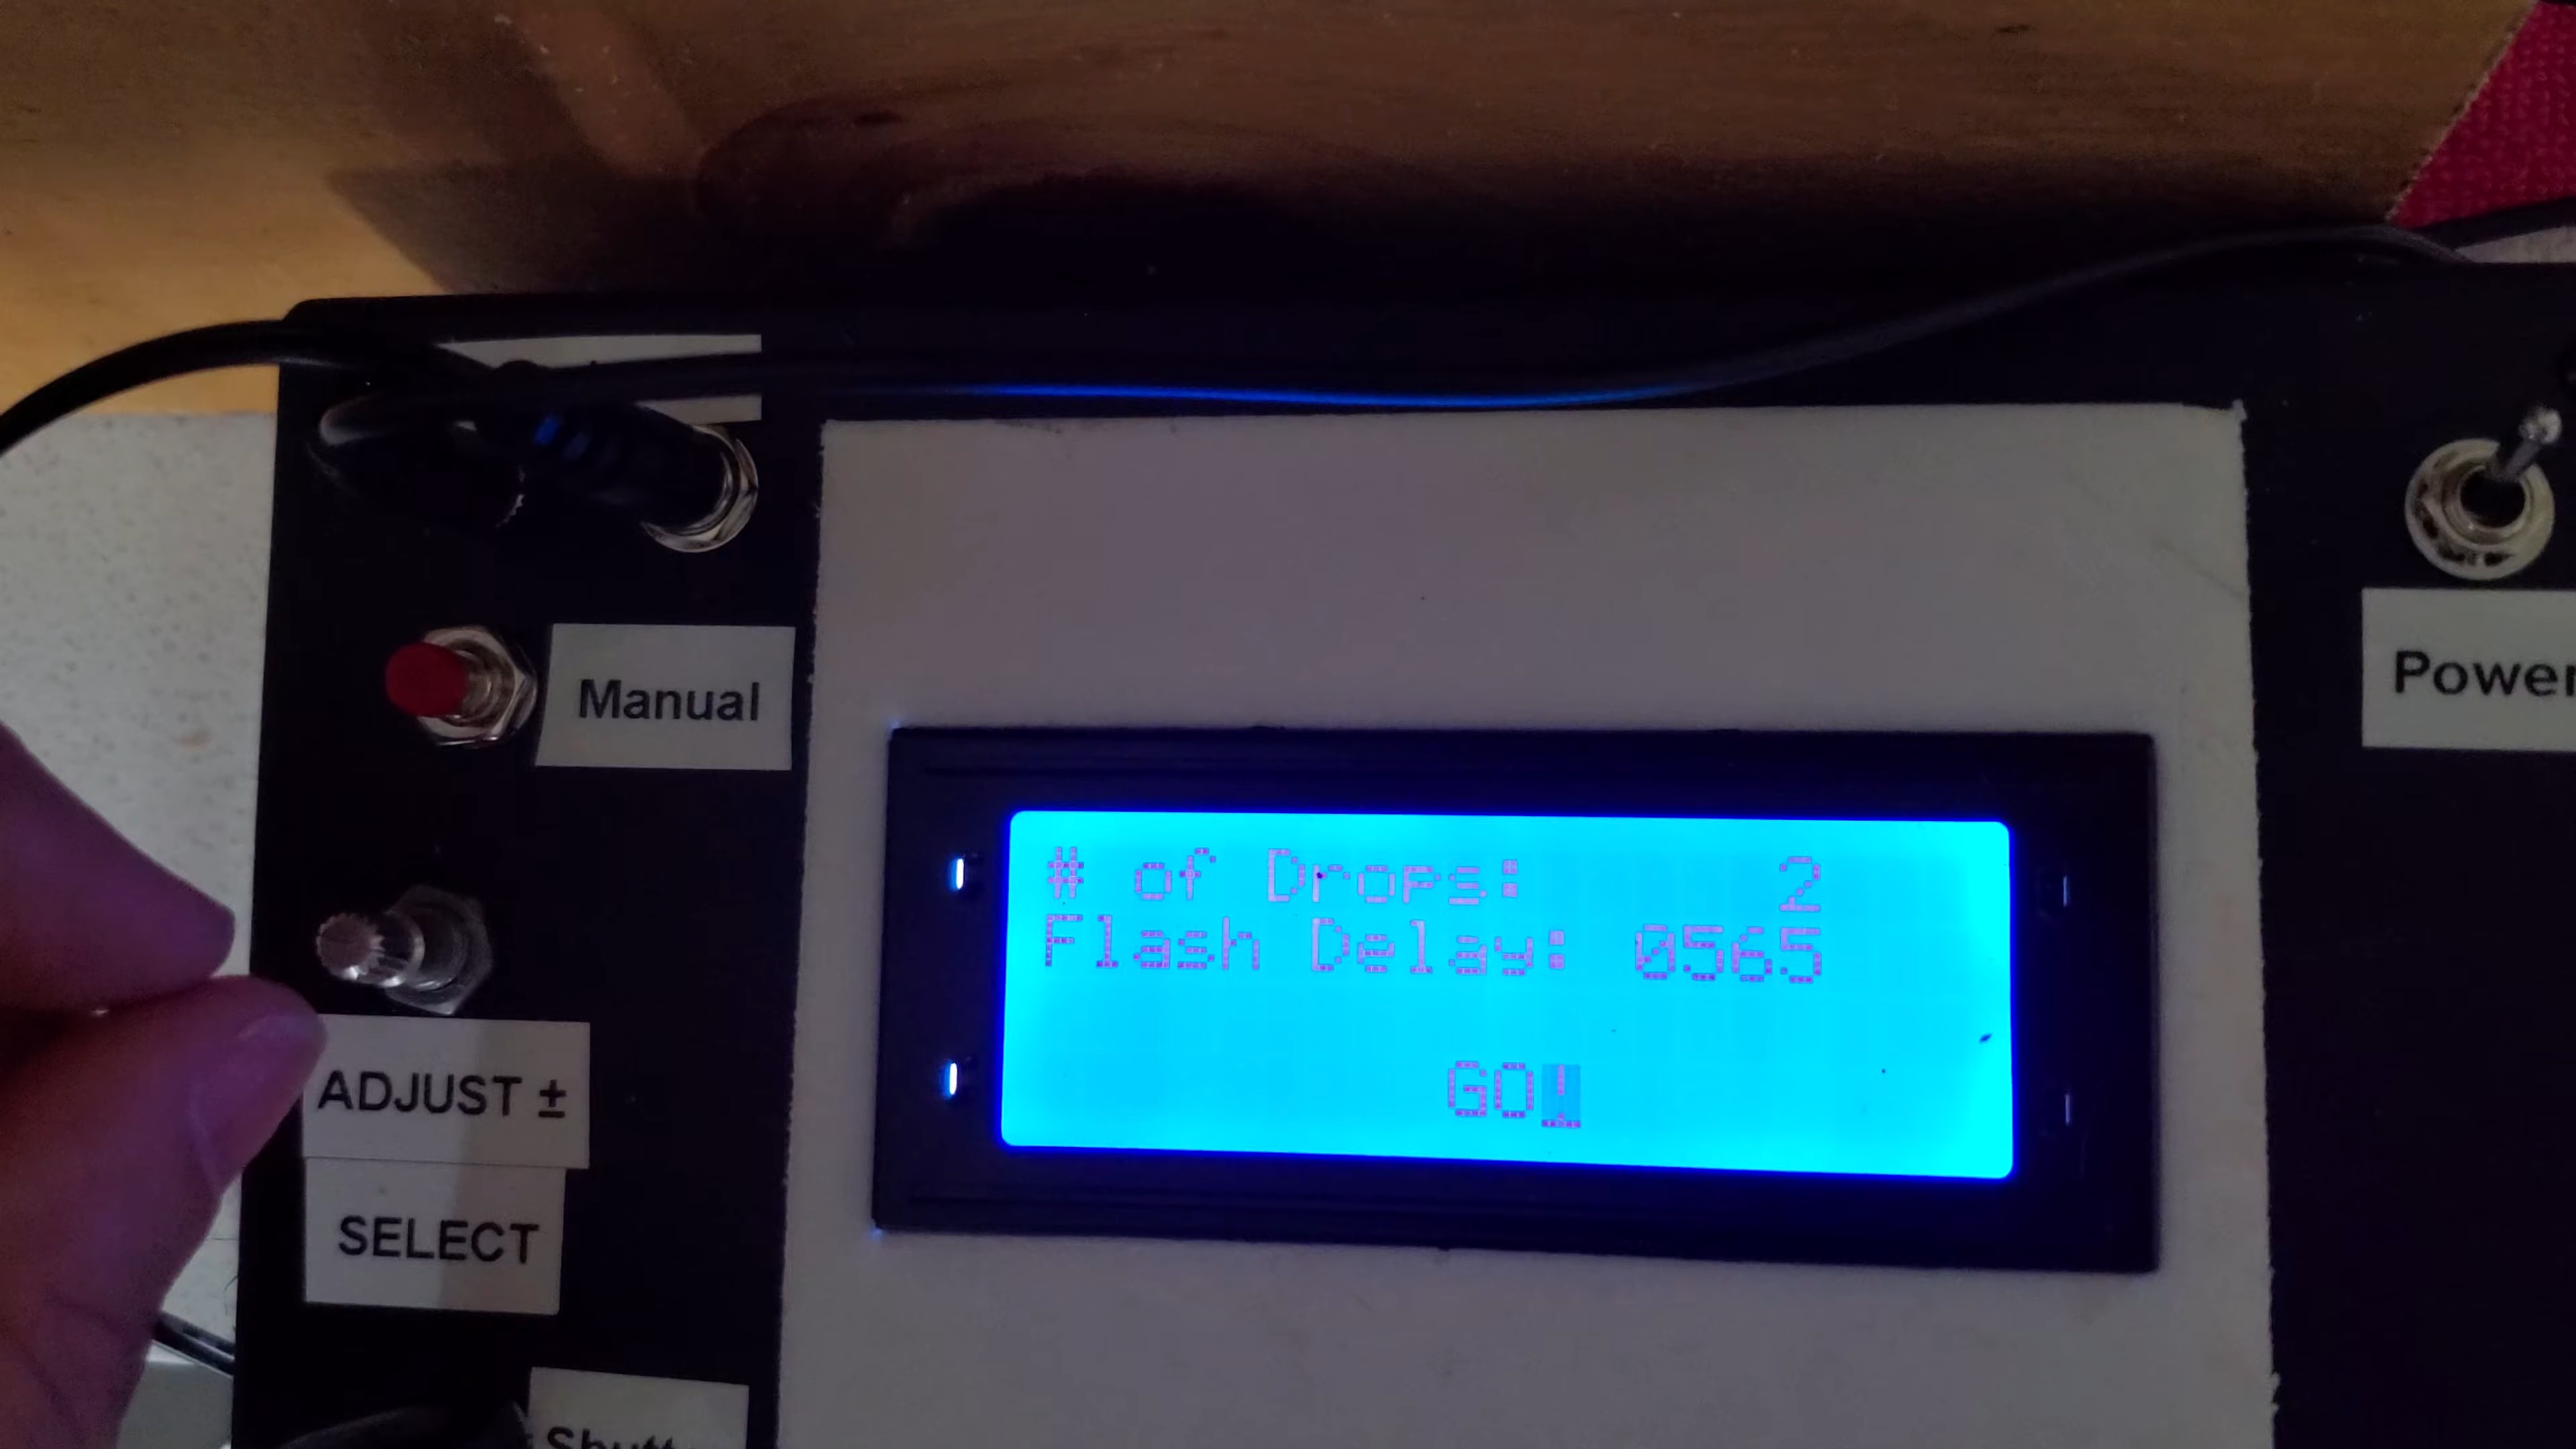 Manual
Power
# of Drops: 2
Flash Delay: 0565
GO!
ADJUST ±
SELECT